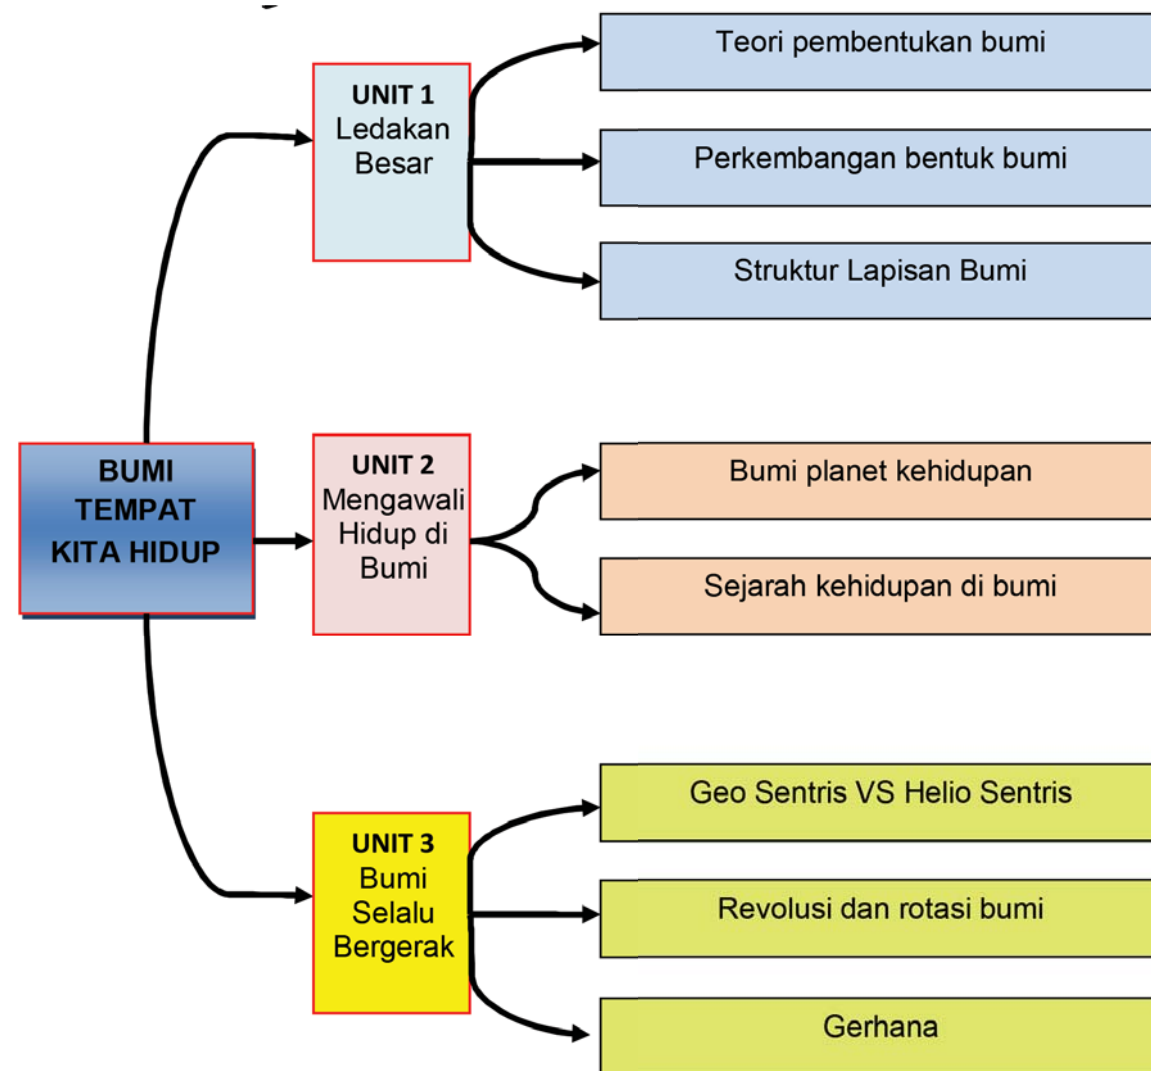 UNIT 1
Ledakan
Besar
Teori pembentukan bumi
Perkembangan bentuk bumi
Struktur Lapisan Bumi
BUMI
TEMPAT
KITA HIDUP
UNIT 2
Mengawali
Hidup di
Bumi
Bumi planet kehidupan
Sejarah kehidupan di bumi
UNIT 3
Bumi
Selalu
Bergerak
Geo Sentris VS Helio Sentris
Revolusi dan rotasi bumi
Gerhana